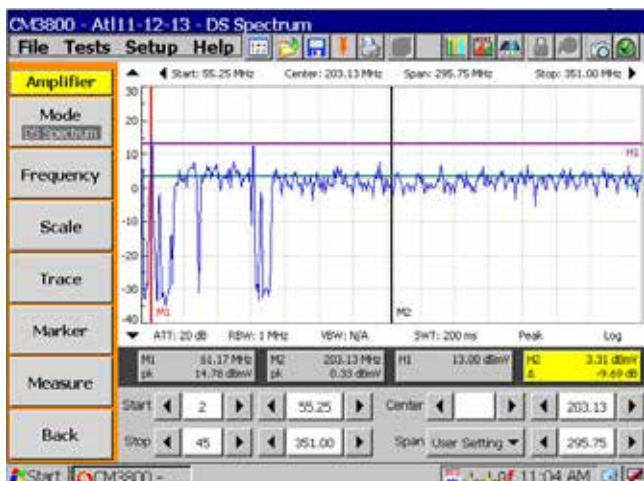 CM3800 - Atl11-12-13 - DS Spectrum
File Tests Setup Help
Amplifier
Mode
DS Spectrum
Frequency
Scale
Trace
Marker
Measure
Back
Start: 55.25 MHz Center: 203.13 MHz Span: 295.75 MHz Stop: 351.00 MHz
30
20
10
0
-10
-20
-30
-40
H1
M1
M2
ATT: 20 dB RBW: 1 MHz VBW: N/A SWT: 200 ms Peak Log
M1 61.17 MHz
pk 14.78 dBmV
M2 203.13 MHz
pk 0.33 dBmV
H1 13.00 dBmV
H2 3.31 dBmV
Δ -9.69 dB
Start 2 55.25 Center 203.13
Stop 45 351.00 Span User Setting 295.75
Start CM3800 - 11:04 AM